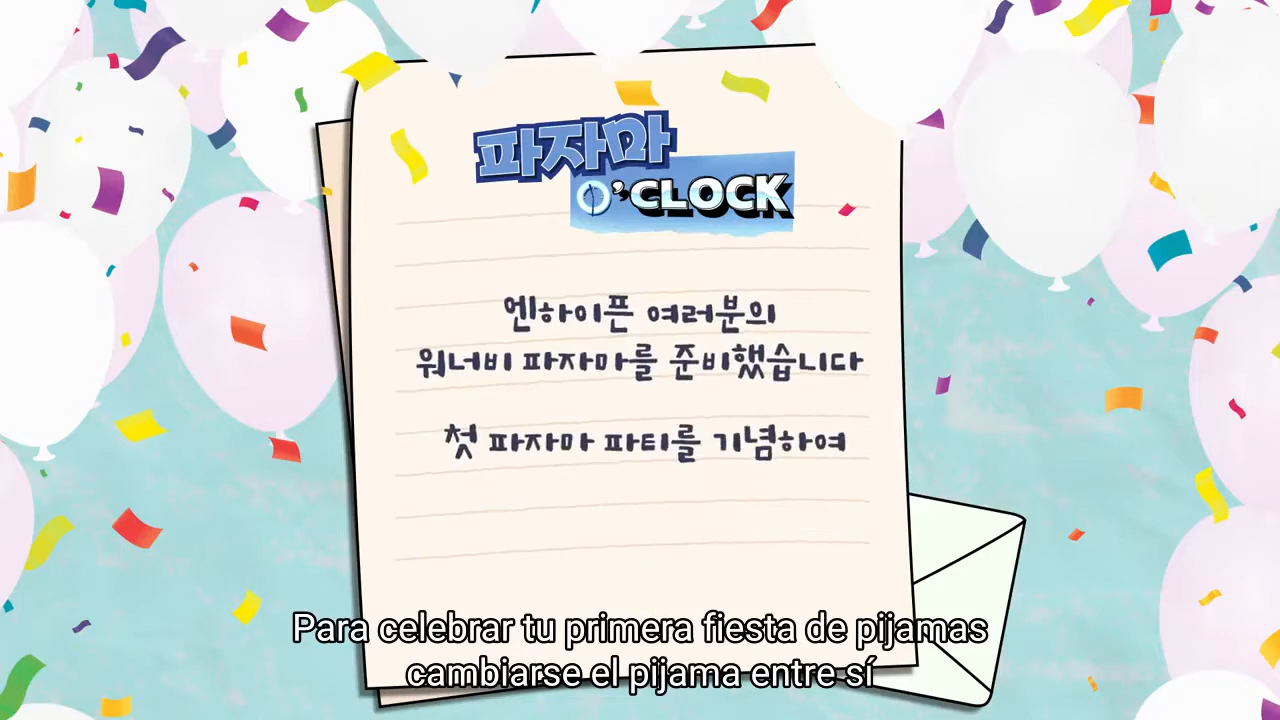 파자마
O'CLOCK
엔하이픈 여러분의
워너비 파자마를 준비했습니다
첫 파자마 파티를 기념하여
Para celebrar tu primera fiesta de pijamas
cambiarse el pijama entre sí